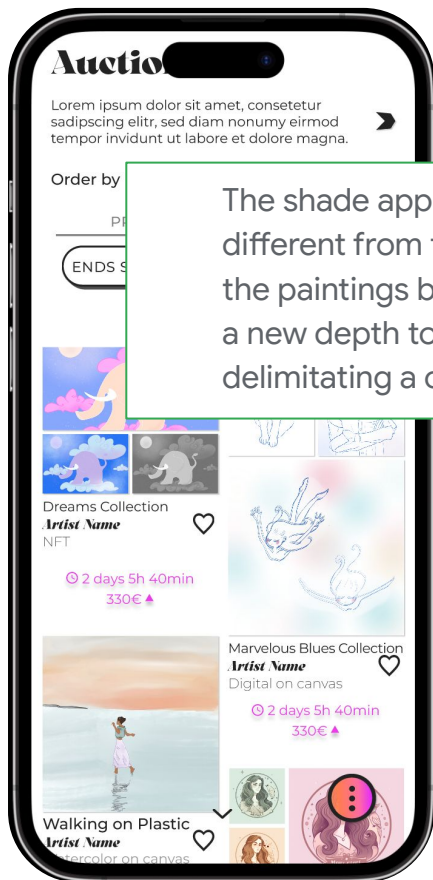 Auctio
Lorem ipsum dolor sit amet, consetetur
sadipscing elitr, sed diam nonumy eirmod
tempor invidunt ut labore et dolore magna.
Order by
The shade app
different from
the paintings b
a new depth to
delimitating a
ENDS S
Dreams Collection
Artist Name
NFT
2 days 5h 40min
330€
Marvelous Blues Collection
Artist Name
Digital on canvas
2 days 5h 40min
330€
Walking on Plastic
Artist Name
watercolor on canvas